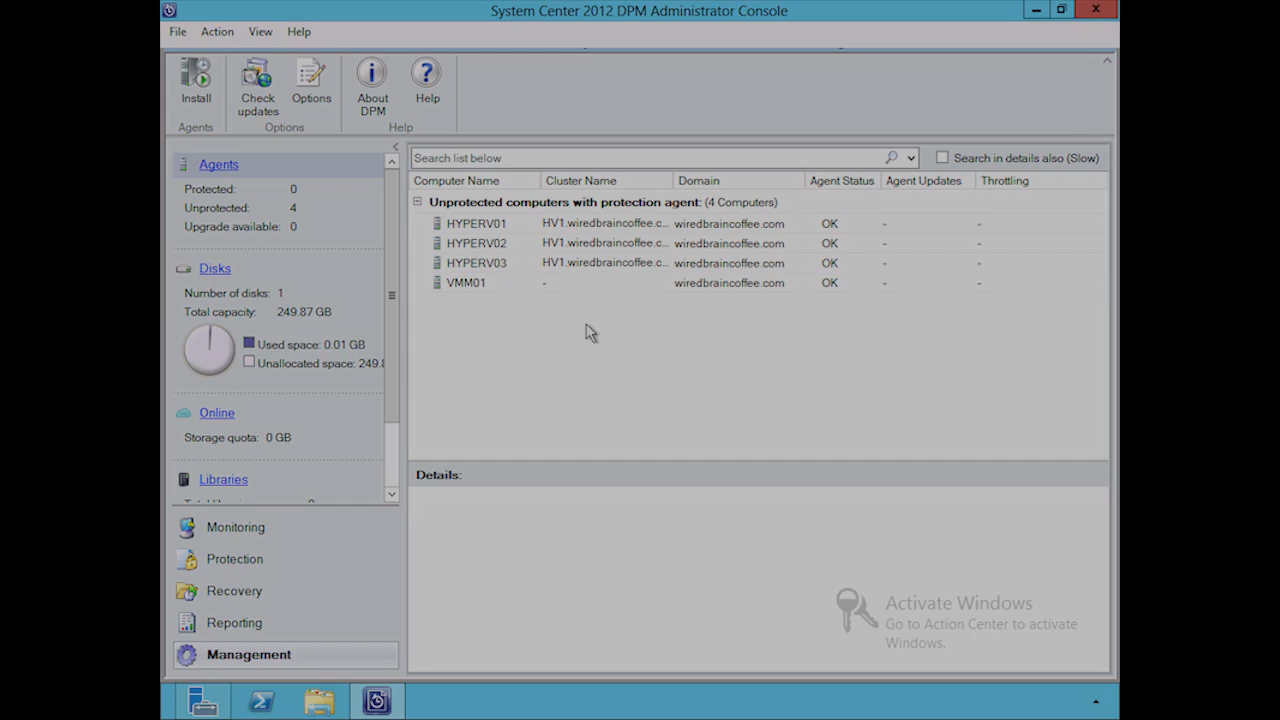 System Center 2012 DPM Administrator Console
File Action View Help
Install
Check updates
Options
About DPM
Help
Agents
Options
Help
Agents
Protected: 0
Unprotected: 4
Upgrade available: 0
Disks
Number of disks: 1
Total capacity: 249.87 GB
Used space: 0.01 GB
Unallocated space: 249.8
Online
Storage quota: 0 GB
Libraries
Monitoring
Protection
Recovery
Reporting
Management
Search list below
Search in details also (Slow)
Computer Name Cluster Name Domain Agent Status Agent Updates Throttling
Unprotected computers with protection agent: (4 Computers)
HYPERV01 HV1.wiredbraincoffee.c... wiredbraincoffee.com OK - -
HYPERV02 HV1.wiredbraincoffee.c... wiredbraincoffee.com OK - -
HYPERV03 HV1.wiredbraincoffee.c... wiredbraincoffee.com OK - -
VMM01 - wiredbraincoffee.com OK - -
Details:
Activate Windows
Go to Action Center to activate
Windows.